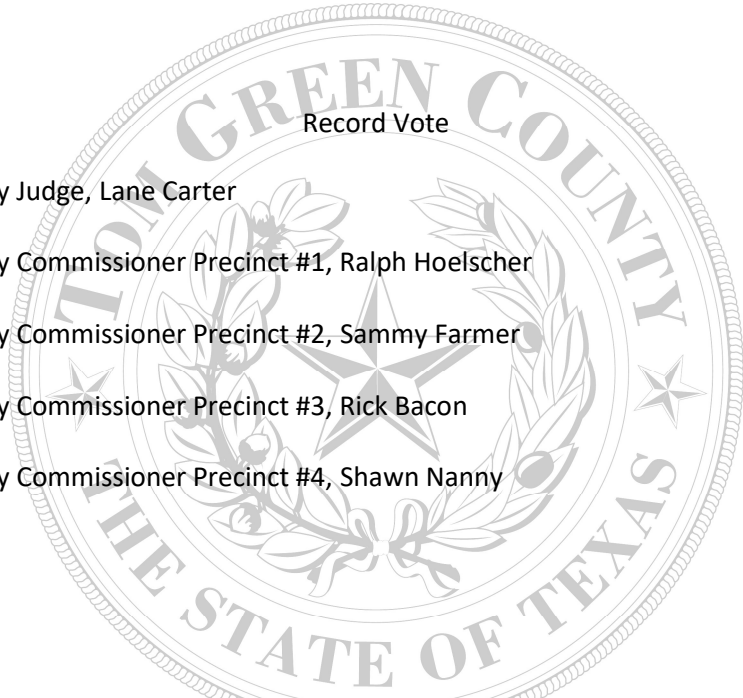 TOM GREEN COUNTY
Record Vote
y Judge, Lane Carter
y Commissioner Precinct #1, Ralph Hoelscher
y Commissioner Precinct #2, Sammy Farmer
y Commissioner Precinct #3, Rick Bacon
y Commissioner Precinct #4, Shawn Nanny
THE STATE OF TEXAS